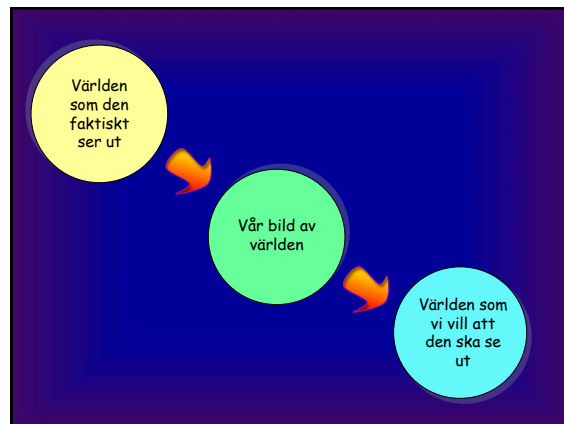 Världen
som den
faktiskt
ser ut
Vår bild av
världen
Världen som
vi vill att
den ska se
ut